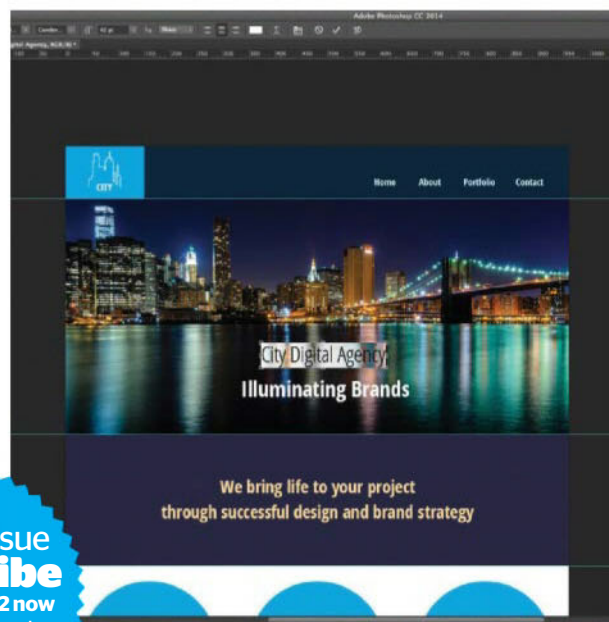 Adobe Photoshop CC 2014
Home About Portfolio Contact
CITY
City Digital Agency
Illuminating Brands
We bring life to your project
through successful design and brand strategy
sue
ibe
2 now